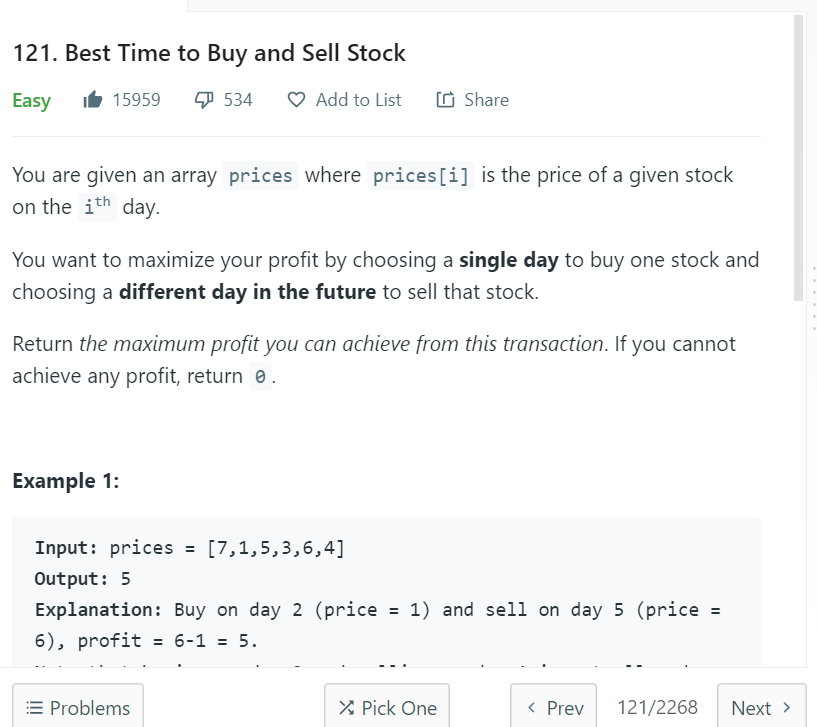 121. Best Time to Buy and Sell Stock
Easy 15959 534 Add to List Share
You are given an array prices where prices[i] is the price of a given stock
on the ith day.
You want to maximize your profit by choosing a single day to buy one stock and
choosing a different day in the future to sell that stock.
Return the maximum profit you can achieve from this transaction. If you cannot
achieve any profit, return 0.
Example 1:
Input: prices = [7,1,5,3,6,4]
Output: 5
Explanation: Buy on day 2 (price = 1) and sell on day 5 (price =
6), profit = 6-1 = 5.
Problems Pick One Prev 121/2268 Next